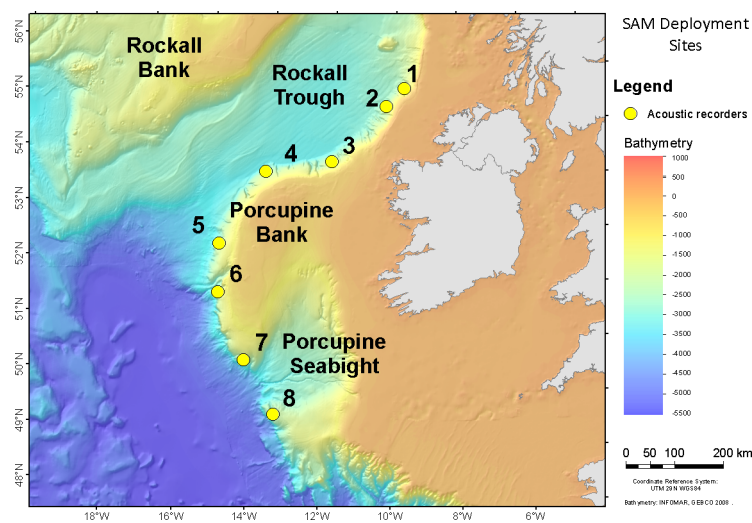 SAM Deployment
Sites
Legend
Acoustic recorders
Bathymetry
1000
500
0
-500
-1000
-1500
-2000
-2500
-3000
-3500
-4000
-4500
-5000
-5500
0 50 100 200 km
Coordinate Reference System:
UTM 29N WGS84
Bathymetry: INFOMAR, GEBCO 2008 .
Rockall
Bank
Rockall
Trough
1
2
3
4
Porcupine
Bank
5
6
7
Porcupine
Seabight
8
56°N
55°N
54°N
53°N
52°N
51°N
50°N
49°N
48°N
18°W 16°W 14°W 12°W 10°W 8°W 6°W